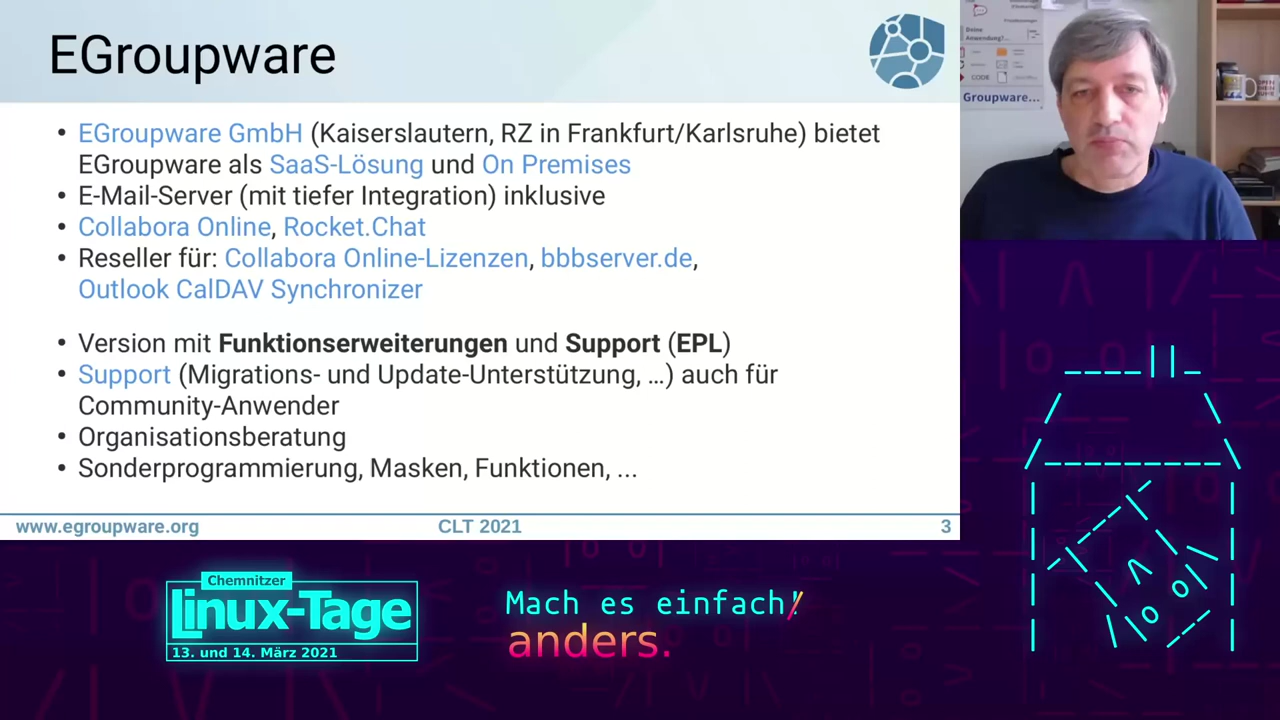 EGroupware
• EGroupware GmbH (Kaiserslautern, RZ in Frankfurt/Karlsruhe) bietet
EGroupware als SaaS-Lösung und On Premises
• E-Mail-Server (mit tiefer Integration) inklusive
• Collabora Online, Rocket.Chat
• Reseller für: Collabora Online-Lizenzen, bbbserver.de,
Outlook CalDAV Synchronizer
• Version mit Funktionserweiterungen und Support (EPL)
• Support (Migrations- und Update-Unterstützung, ...) auch für
Community-Anwender
• Organisationsberatung
• Sonderprogrammierung, Masken, Funktionen, ...
www.egroupware.org
CLT 2021
3
Deine
Anwendung?...
CODE
Groupware...
Chemnitzer
Linux-Tage
13. und 14. März 2021
Mach es einfach!
anders.